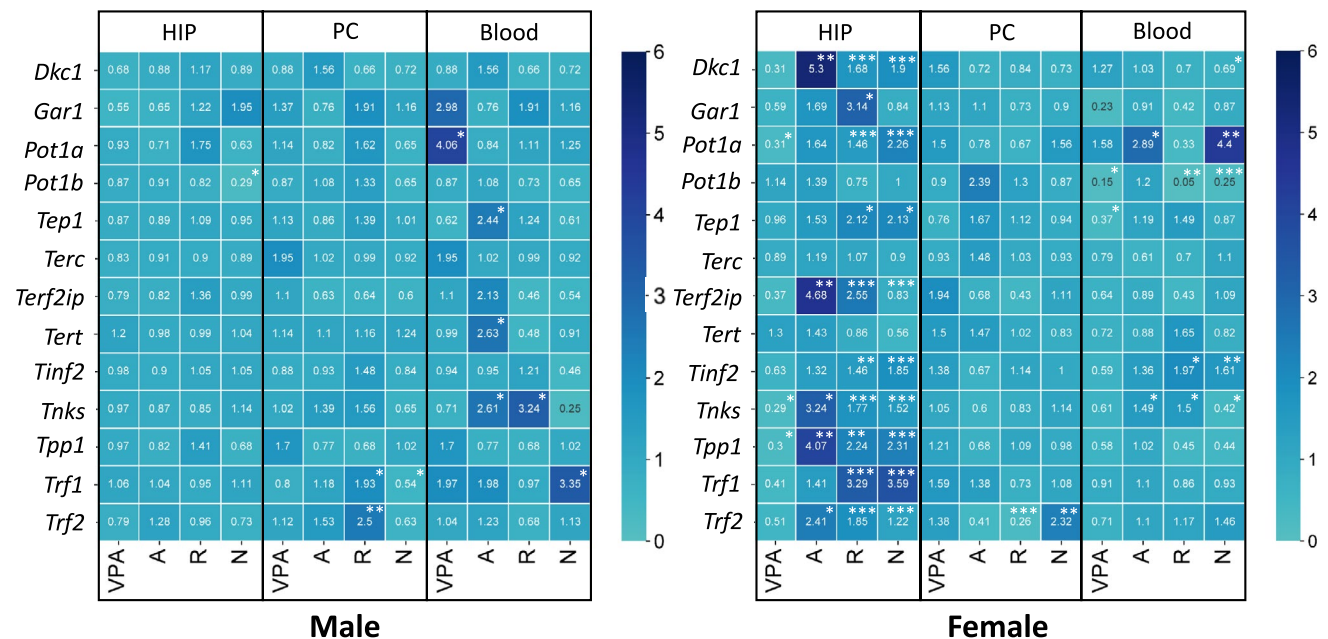 HIP PC Blood
Dkc1 0.68 0.88 1.17 0.89 0.88 1.56 0.66 0.72 0.88 1.56 0.66 0.72
Gar1 0.55 0.65 1.22 1.95 1.37 0.76 1.91 1.16 2.98 0.76 1.91 1.16
Pot1a 0.93 0.71 1.75 0.63 1.14 0.82 1.62 0.65 4.06* 0.84 1.11 1.25
Pot1b 0.87 0.91 0.82 0.29* 0.87 1.08 1.33 0.65 0.87 1.08 0.73 0.65
Tep1 0.87 0.89 1.09 0.95 1.13 0.86 1.39 1.01 0.62 2.44* 1.24 0.61
Terc 0.83 0.91 0.9 0.89 1.95 1.02 0.99 0.92 1.95 1.02 0.99 0.92
Terf2ip 0.79 0.82 1.36 0.99 1.1 0.63 0.64 0.6 1.1 2.13 0.46 0.54
Tert 1.2 0.98 0.99 1.04 1.14 1.1 1.16 1.24 0.99 2.63* 0.48 0.91
Tinf2 0.98 0.9 1.05 1.05 0.88 0.93 1.48 0.84 0.94 0.95 1.21 0.46
Tnks 0.97 0.87 0.85 1.14 1.02 1.39 1.56 0.65 0.71 2.61* 3.24* 0.25
Tpp1 0.97 0.82 1.41 0.68 1.7 0.77 0.68 1.02 1.7 0.77 0.68 1.02
Trf1 1.06 1.04 0.95 1.11 0.8 1.18 1.93* 0.54* 1.97 1.98 0.97 3.35*
Trf2 0.79 1.28 0.96 0.73 1.12 1.53 2.5** 0.63 1.04 1.23 0.68 1.13
VPA A R N VPA A R N VPA A R N
Male
6
5
4
3
2
1
0
HIP PC Blood
Dkc1 0.31 5.3** 1.68*** 1.9*** 1.56 0.72 0.84 0.73 1.27 1.03 0.7 0.69*
Gar1 0.59 1.69 3.14* 0.84 1.13 1.1 0.73 0.9 0.23 0.91 0.42 0.87
Pot1a 0.31* 1.64 1.46*** 2.26*** 1.5 0.78 0.67 1.56 1.58 2.89* 0.33 4.4**
Pot1b 1.14 1.39 0.75 1 0.9 2.39 1.3 0.87 0.15* 1.2 0.05** 0.25***
Tep1 0.96 1.53 2.12* 2.13* 0.76 1.67 1.12 0.94 0.37* 1.19 1.49 0.87
Terc 0.89 1.19 1.07 0.9 0.93 1.48 1.03 0.93 0.79 0.61 0.7 1.1
Terf2ip 0.37 4.68** 2.55*** 0.83*** 1.94 0.68 0.43 1.11 0.64 0.89 0.43 1.09
Tert 1.3 1.43 0.86 0.56 1.5 1.47 1.02 0.83 0.72 0.88 1.65 0.82
Tinf2 0.63 1.32 1.46** 1.85*** 1.38 0.67 1.14 1 0.59 1.36 1.97* 1.61**
Tnks 0.29* 3.24* 1.77*** 1.52*** 1.05 0.6 0.83 1.14 0.61 1.49* 1.5* 0.42*
Tpp1 0.3* 4.07** 2.24** 2.31*** 1.21 0.68 1.09 0.98 0.58 1.02 0.45 0.44
Trf1 0.41 1.41 3.29*** 3.59*** 1.59 1.38 0.73 1.08 0.91 1.1 0.86 0.93
Trf2 0.51 2.41* 1.85*** 1.22*** 1.38 0.41 0.26*** 2.32** 0.71 1.1 1.17 1.46
VPA A R N VPA A R N VPA A R N
Female
6
5
4
3
2
1
0